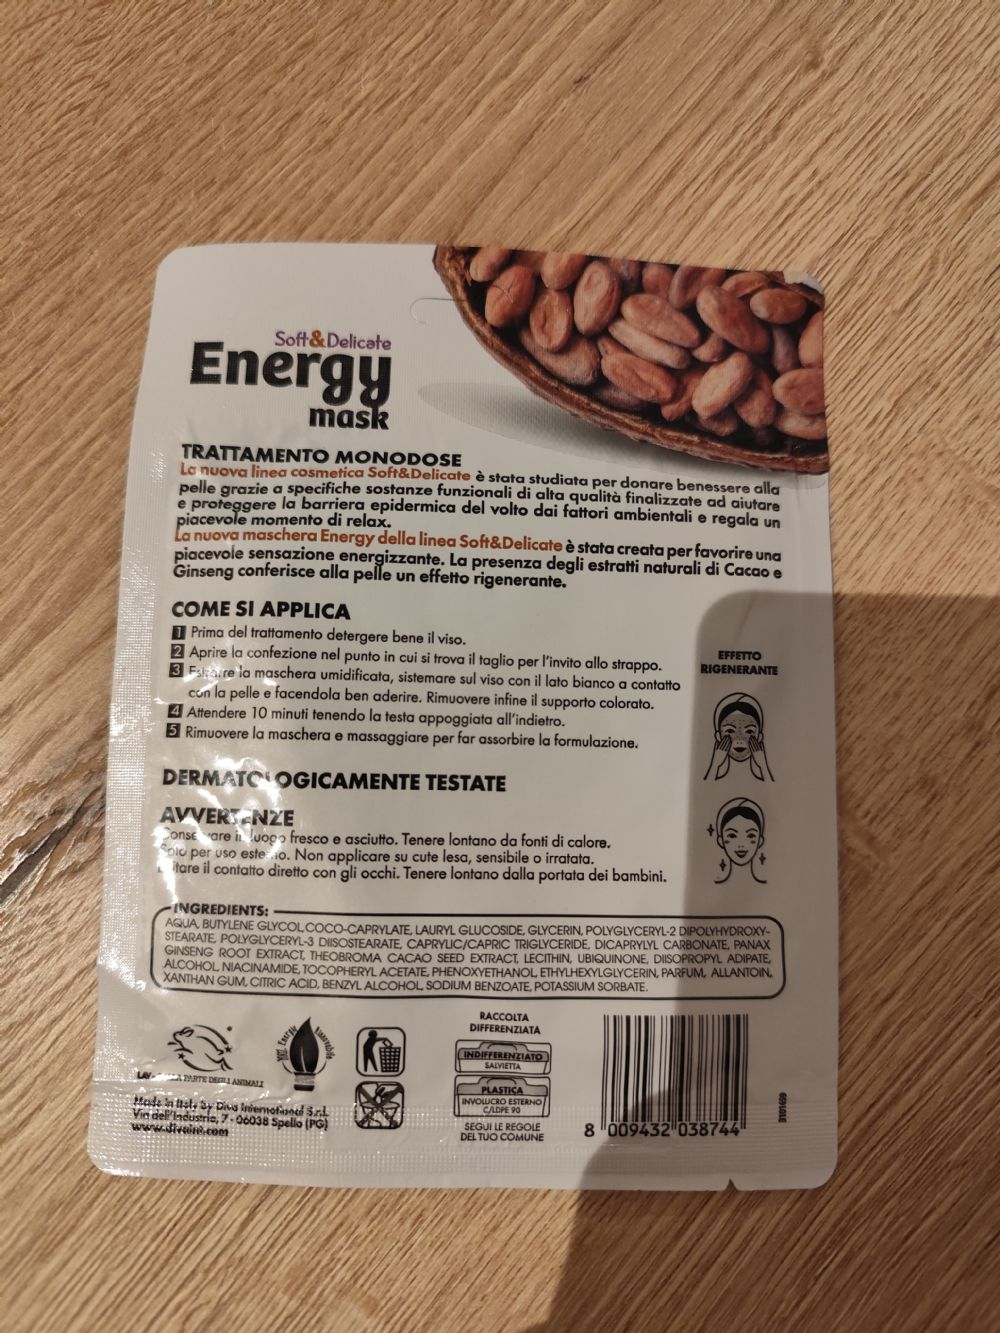 Soft&Delicate
Energy
mask
TRATTAMENTO MONODOSE
La nuova linea cosmetica Soft&Delicate è stata studiata per donare benessere alla
pelle grazie a specifiche sostanze funzionali di alta qualità finalizzate ad aiutare
e proteggere la barriera epidermica del volto dai fattori ambientali e regala un
piacevole momento di relax.
La nuova maschera Energy della linea Soft&Delicate è stata creata per favorire una
piacevole sensazione energizzante. La presenza degli estratti naturali di Cacao e
Ginseng conferisce alla pelle un effetto rigenerante.
COME SI APPLICA
1 Prima del trattamento detergere bene il viso.
2 Aprire la confezione nel punto in cui si trova il taglio per l'invito allo strappo.
3 Estrarre la maschera umidificata, sistemare sul viso con il lato bianco a contatto
con la pelle e facendola ben aderire. Rimuovere infine il supporto colorato.
4 Attendere 10 minuti tenendo la testa appoggiata all'indietro.
5 Rimuovere la maschera e massaggiare per far assorbire la formulazione.
EFFETTO
RIGENERANTE
DERMATOLOGICAMENTE TESTATE
AVVERTENZE
Conservare in luogo fresco e asciutto. Tenere lontano da fonti di calore.
Solo per uso esterno. Non applicare su cute lesa, sensibile o irratata.
Evitare il contatto diretto con gli occhi. Tenere lontano dalla portata dei bambini.
INGREDIENTS:
AQUA, BUTYLENE GLYCOL,COCO-CAPRYLATE, LAURYL GLUCOSIDE, GLYCERIN, POLYGLYCERYL-2 DIPOLYHYDROXY-
STEARATE, POLYGLYCERYL-3 DIISOSTEARATE, CAPRYLIC/CAPRIC TRIGLYCERIDE, DICAPRYLYL CARBONATE, PANAX
GINSENG ROOT EXTRACT, THEOBROMA CACAO SEED EXTRACT, LECITHIN, UBIQUINONE, DIISOPROPYL ADIPATE,
ALCOHOL, NIACINAMIDE, TOCOPHERYL ACETATE, PHENOXYETHANOL, ETHYLHEXYLGLYCERIN, PARFUM, ALLANTOIN,
XANTHAN GUM, CITRIC ACID, BENZYL ALCOHOL, SODIUM BENZOATE, POTASSIUM SORBATE.
PARTE DEGLI ANIMALI
100% Energia Rinnovabile
Made in Italy by Diva International S.r.l.
Via dell'Industria, 7 - 06038 Spello (PG)
www.divaint.com
RACCOLTA
DIFFERENZIATA
INDIFFERENZIATO
SALVIETTA
PLASTICA
INVOLUCRO ESTERNO
C/LDPE 90
SEGUI LE REGOLE
DEL TUO COMUNE
8 009432 038744